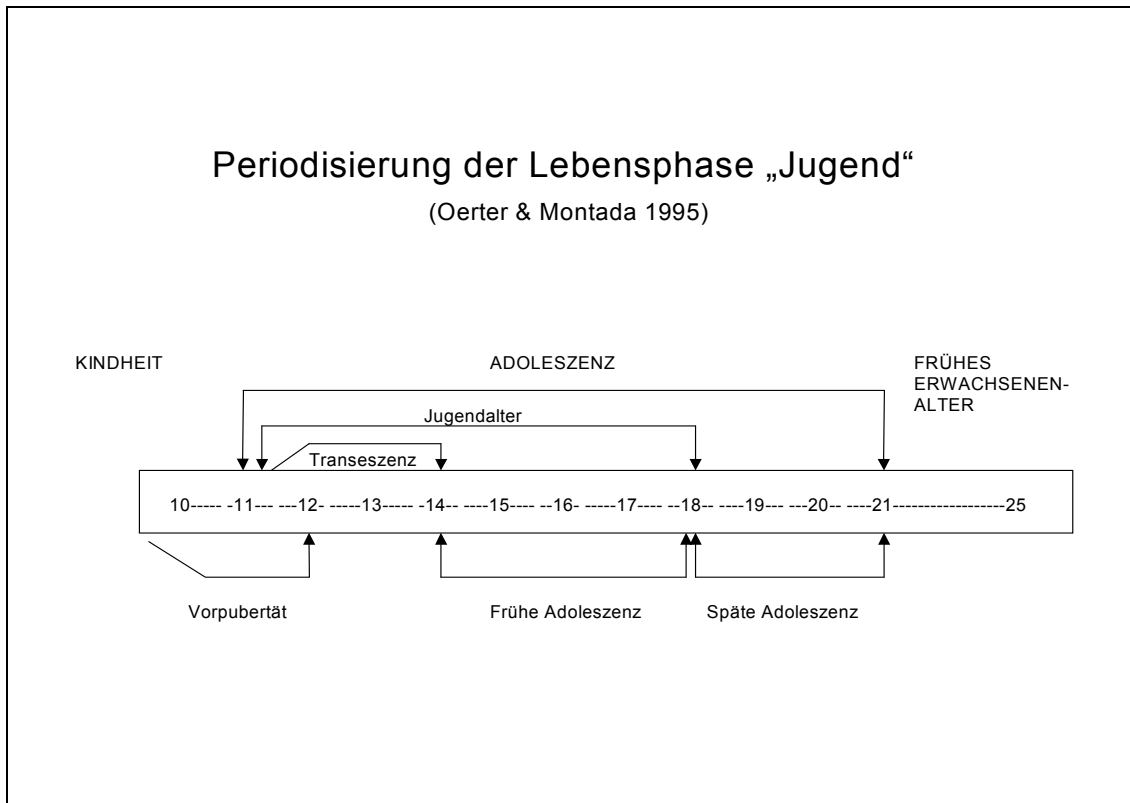 Periodisierung der Lebensphase „Jugend“
(Oerter & Montada 1995)
KINDHEIT
ADOLESZENZ
FRÜHES
ERWACHSENEN-
ALTER
Jugendalter
Transeszenz
10----- -11--- ---12- -----13----- -14-- ----15---- --16- -----17---- --18-- ----19--- ---20-- ----21-------------------25
Vorpubertät
Frühe Adoleszenz
Späte Adoleszenz